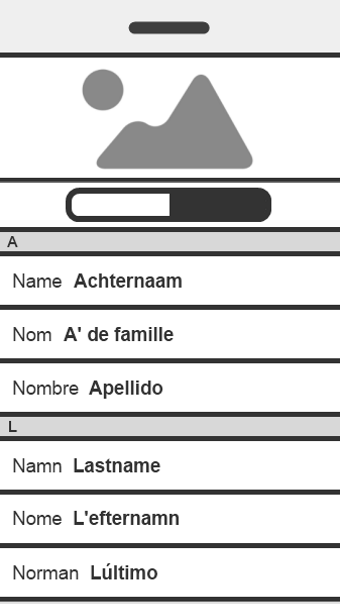 A
Name Achternaam
Nom A' de famille
Nombre Apellido
L
Namn Lastname
Nome L'efternamn
Norman Lúltimo